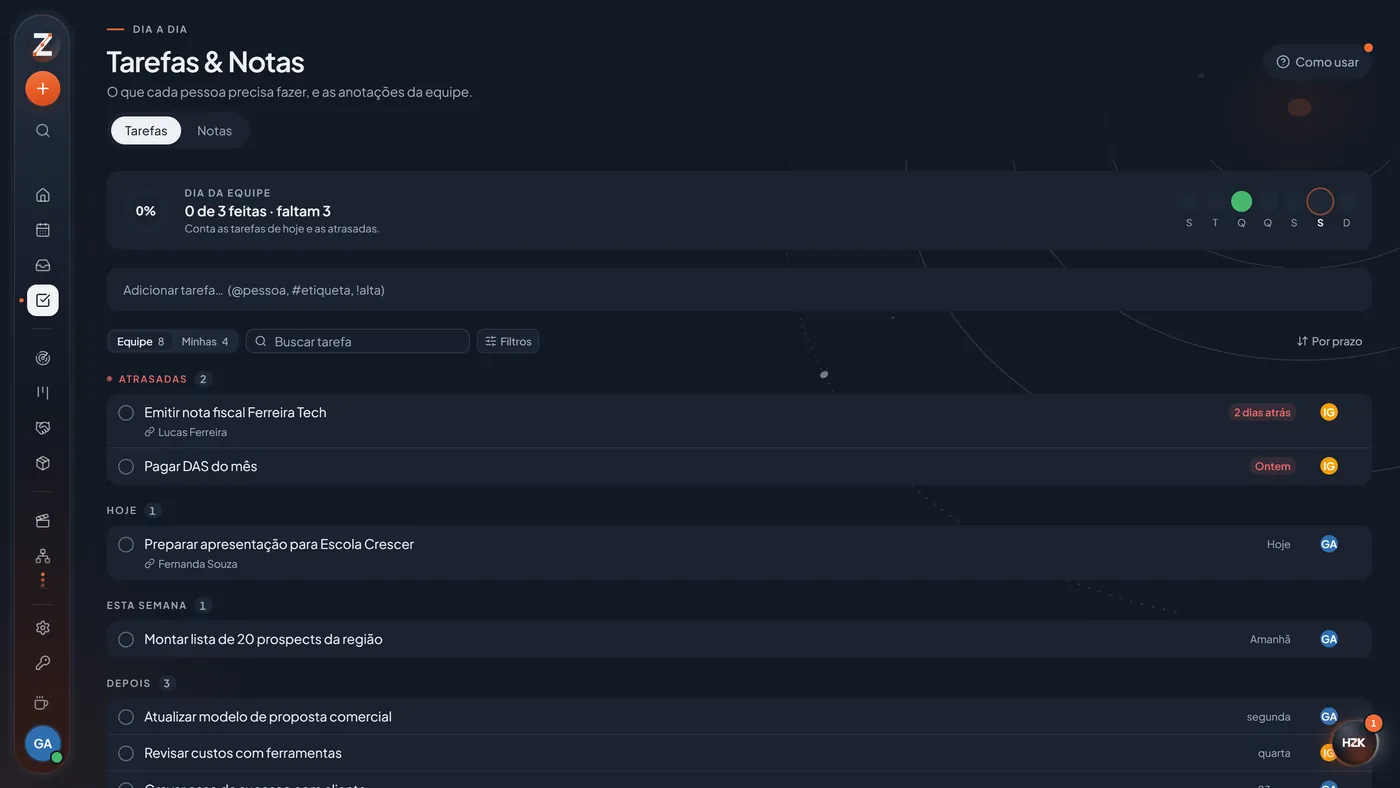 Z
DIA A DIA
Tarefas & Notas
Como usar
O que cada pessoa precisa fazer, e as anotações da equipe.
Tarefas Notas
0%
DIA DA EQUIPE
0 de 3 feitas · faltam 3
Conta as tarefas de hoje e as atrasadas.
S T Q Q S S D
Adicionar tarefa… (@pessoa, #etiqueta, !alta)
Equipe 8 Minhas 4 Buscar tarefa Filtros Por prazo
ATRASADAS 2
Emitir nota fiscal Ferreira Tech 2 dias atrás IG
Lucas Ferreira
Pagar DAS do mês Ontem IG
HOJE 1
Preparar apresentação para Escola Crescer Hoje GA
Fernanda Souza
ESTA SEMANA 1
Montar lista de 20 prospects da região Amanhã GA
DEPOIS 3
Atualizar modelo de proposta comercial segunda GA
1
GA HZK
Revisar custos com ferramentas quarta IG